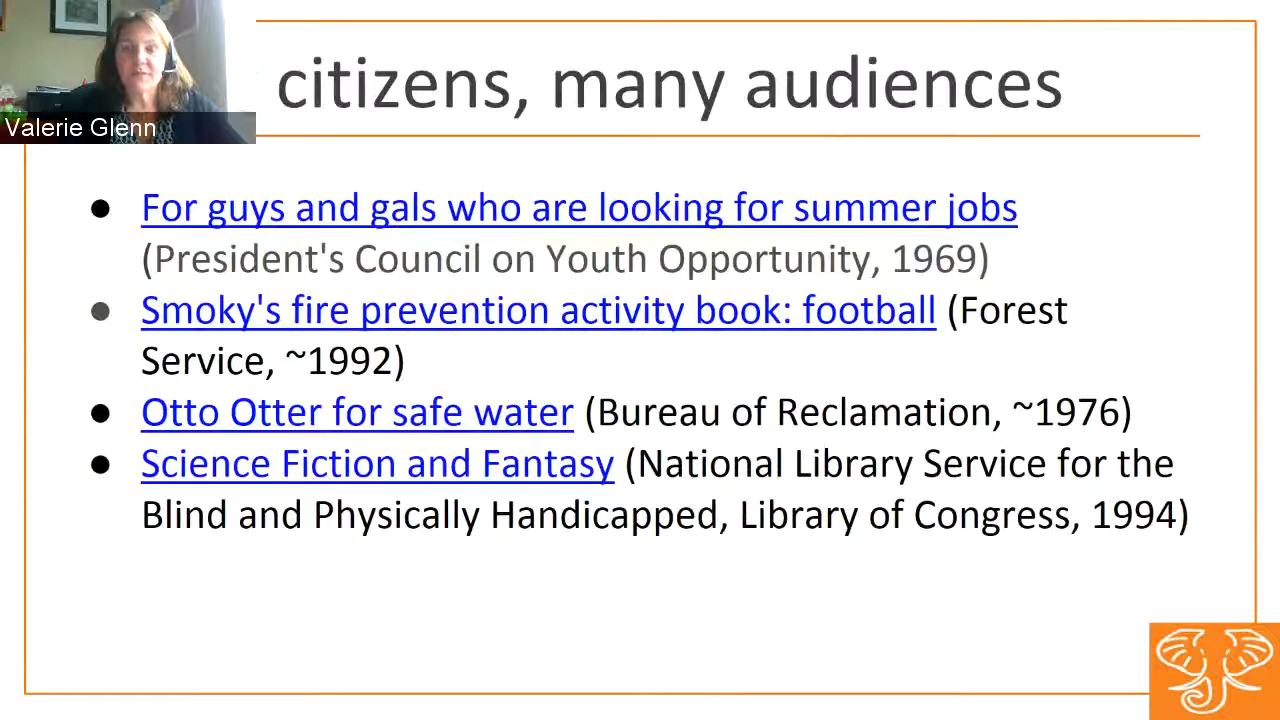 citizens, many audiences
Valerie Glenn
● For guys and gals who are looking for summer jobs
(President's Council on Youth Opportunity, 1969)
● Smoky's fire prevention activity book: football (Forest
Service, ~1992)
● Otto Otter for safe water (Bureau of Reclamation, ~1976)
● Science Fiction and Fantasy (National Library Service for the
Blind and Physically Handicapped, Library of Congress, 1994)